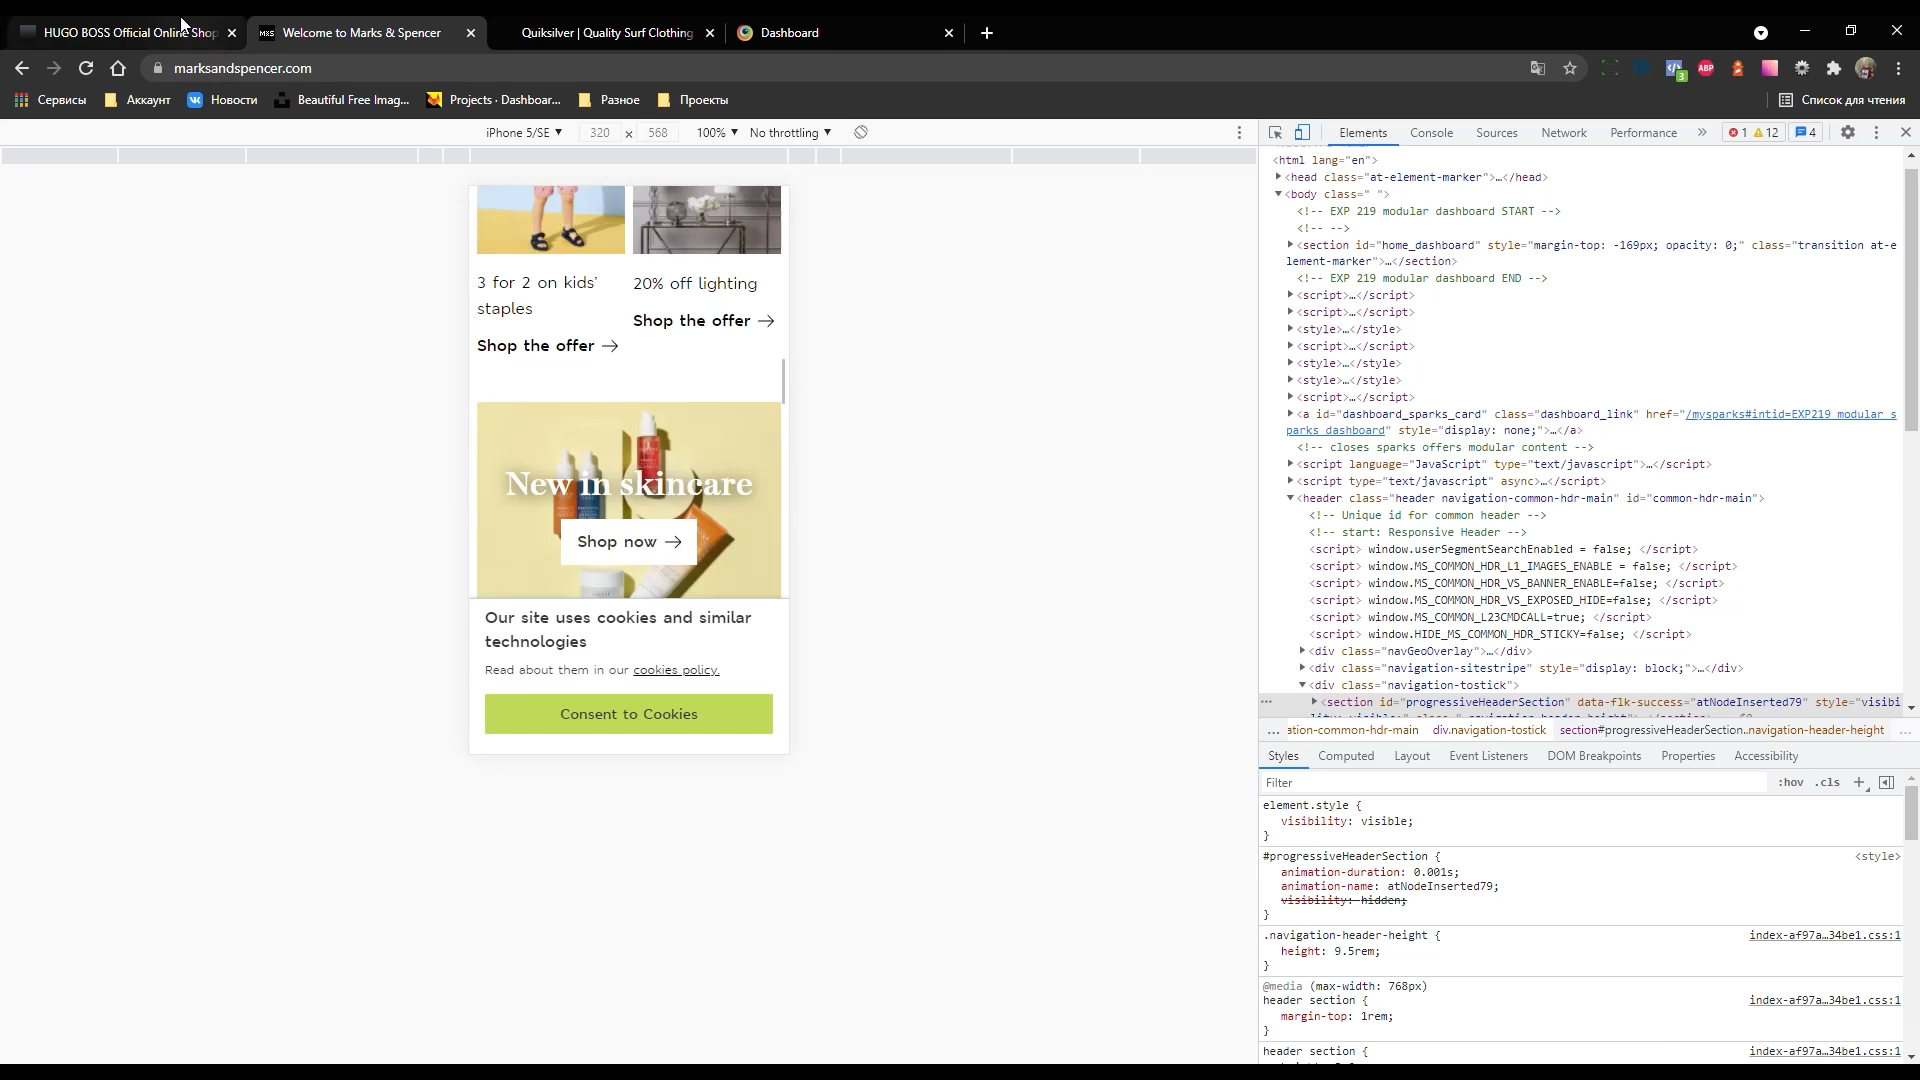 HUGO BOSS Official Online Shop
M&S Welcome to Marks & Spencer
Quiksilver | Quality Surf Clothing
Dashboard
marksandspencer.com
3
ABP
Сервисы
Аккаунт
Новости
Beautiful Free Imag...
Projects · Dashboar...
Разное
Проекты
Список для чтения
iPhone 5/SE
320 x 568
100%
No throttling
Elements Console Sources Network Performance » 1 12 4
3 for 2 on kids’
staples
Shop the offer
20% off lighting
Shop the offer
New in skincare
Shop now
Our site uses cookies and similar
technologies
Read about them in our cookies policy.
Consent to Cookies
<html lang="en">
<head class="at-element-marker">…</head>
<body class=" ">
<!-- EXP 219 modular dashboard START -->
<!-- -->
<section id="home_dashboard" style="margin-top: -169px; opacity: 0;" class="transition at-e
lement-marker">…</section>
<!-- EXP 219 modular dashboard END -->
<script>…</script>
<script>…</script>
<style>…</style>
<script>…</script>
<style>…</style>
<style>…</style>
<script>…</script>
<a id="dashboard_sparks_card" class="dashboard_link" href="/mysparks#intid=EXP219_modular_s
parks_dashboard" style="display: none;">…</a>
<!-- closes sparks offers modular content -->
<script language="JavaScript" type="text/javascript">…</script>
<script type="text/javascript" async>…</script>
<header class="header navigation-common-hdr-main" id="common-hdr-main">
<!-- Unique id for common header -->
<!-- start: Responsive Header -->
<script> window.userSegmentSearchEnabled = false; </script>
<script> window.MS_COMMON_HDR_L1_IMAGES_ENABLE = false; </script>
<script> window.MS_COMMON_HDR_VS_BANNER_ENABLE=false; </script>
<script> window.MS_COMMON_HDR_VS_EXPOSED_HIDE=false; </script>
<script> window.MS_COMMON_L23CMDCALL=true; </script>
<script> window.HIDE_MS_COMMON_HDR_STICKY=false; </script>
<div class="navGeoOverlay">…</div>
<div class="navigation-sitestripe" style="display: block;">…</div>
<div class="navigation-tostick">
… <section id="progressiveHeaderSection" data-flk-success="atNodeInserted79" style="visibi
… ation-common-hdr-main div.navigation-tostick section#progressiveHeaderSection..navigation-header-height …
Styles Computed Layout Event Listeners DOM Breakpoints Properties Accessibility
Filter :hov .cls +
element.style {
visibility: visible;
}
#progressiveHeaderSection { <style>
animation-duration: 0.001s;
animation-name: atNodeInserted79;
visibility: hidden;
}
.navigation-header-height { index-af97a…34be1.css:1
height: 9.5rem;
}
@media (max-width: 768px)
header section { index-af97a…34be1.css:1
margin-top: 1rem;
}
header section { index-af97a…34be1.css:1